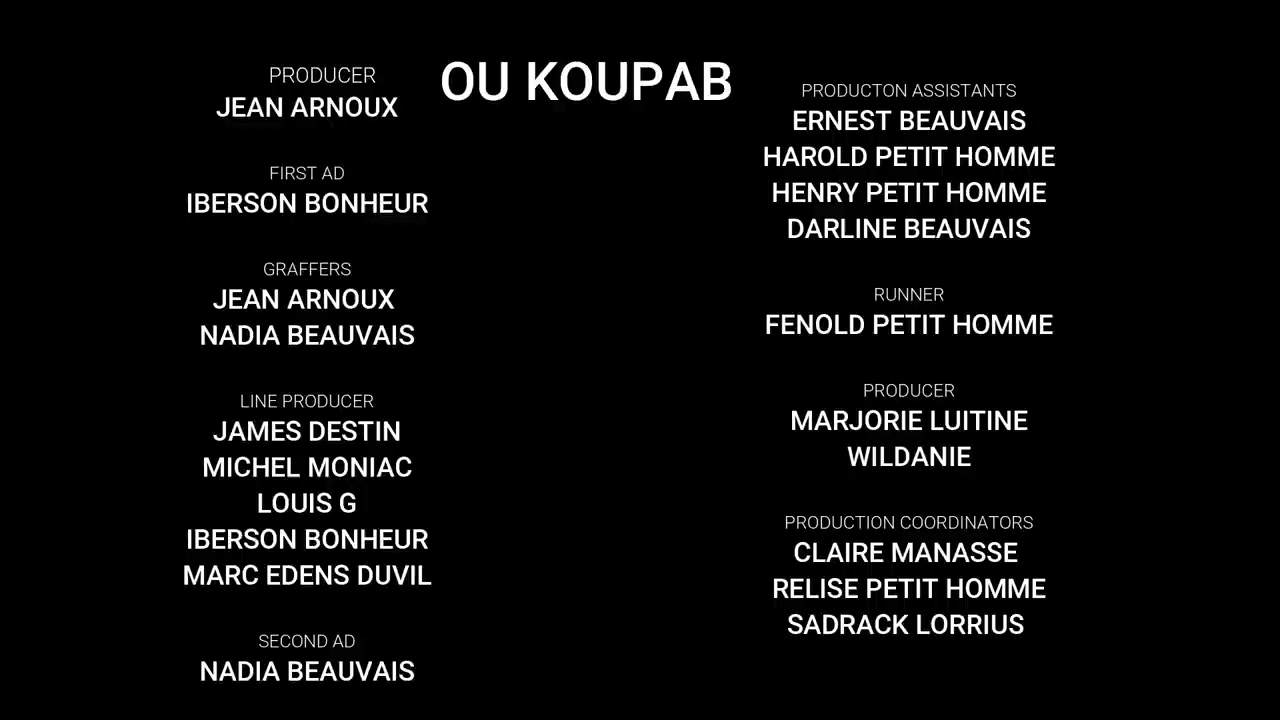 OU KOUPAB
PRODUCER
JEAN ARNOUX
FIRST AD
IBERSON BONHEUR
GRAFFERS
JEAN ARNOUX
NADIA BEAUVAIS
LINE PRODUCER
JAMES DESTIN
MICHEL MONIAC
LOUIS G
IBERSON BONHEUR
MARC EDENS DUVIL
SECOND AD
NADIA BEAUVAIS
PRODUCTON ASSISTANTS
ERNEST BEAUVAIS
HAROLD PETIT HOMME
HENRY PETIT HOMME
DARLINE BEAUVAIS
RUNNER
FENOLD PETIT HOMME
PRODUCER
MARJORIE LUITINE
WILDANIE
PRODUCTION COORDINATORS
CLAIRE MANASSE
RELISE PETIT HOMME
SADRACK LORRIUS